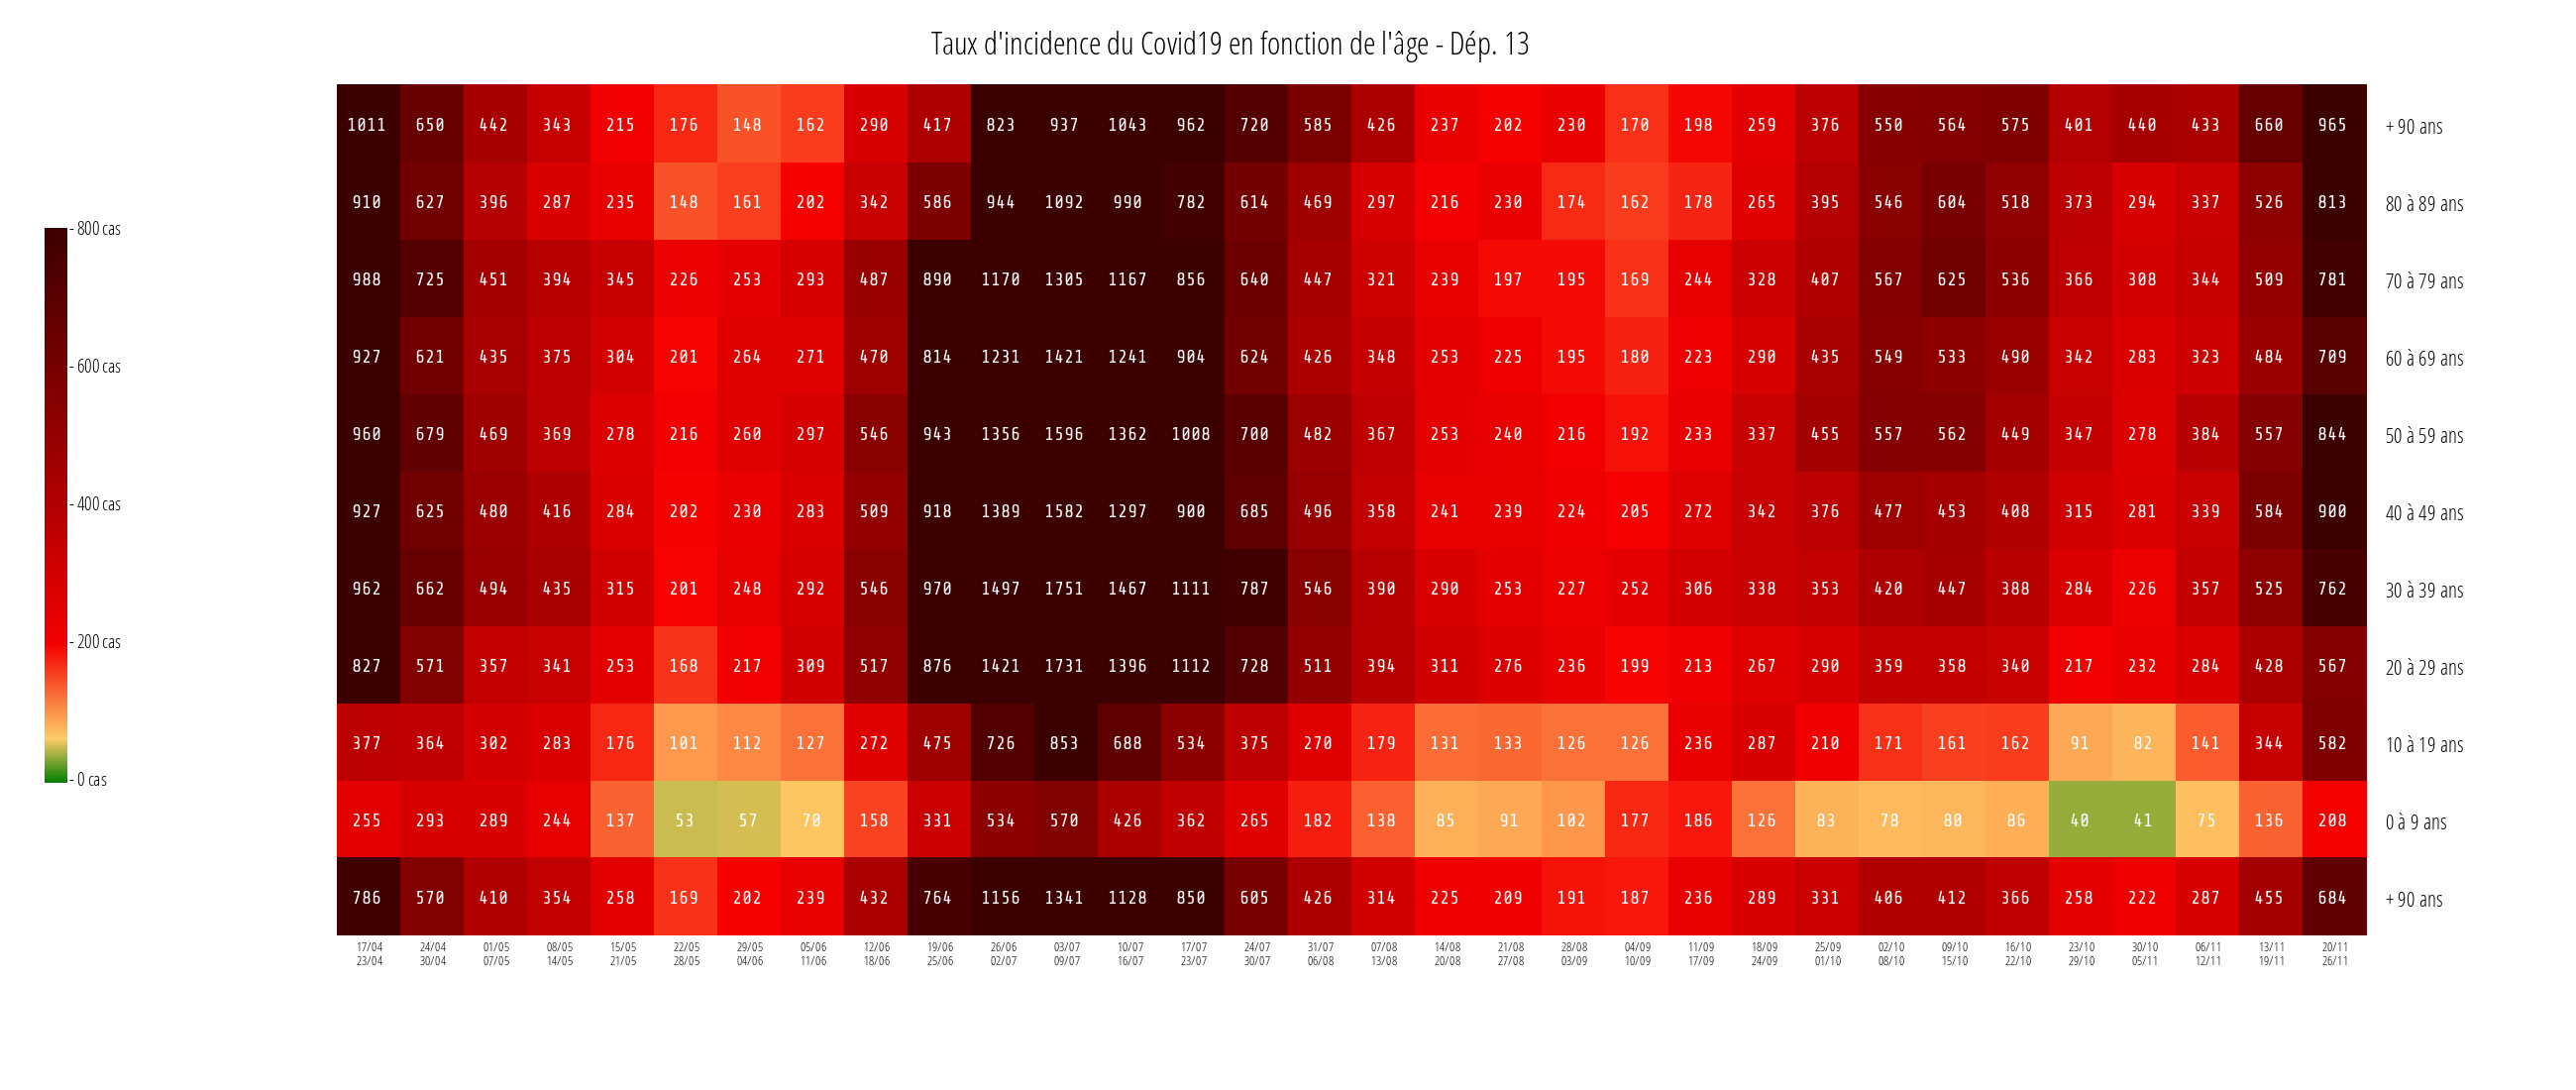 Taux d'incidence du Covid19 en fonction de l'âge - Dép. 13
- 800 cas
- 600 cas
- 400 cas
- 200 cas
- 0 cas
1011 650 442 343 215 176 148 162 290 417 823 937 1043 962 720 585 426 237 202 230 170 198 259 376 550 564 575 401 440 433 660 965 + 90 ans
910 627 396 287 235 148 161 202 342 586 944 1092 990 782 614 469 297 216 230 174 162 178 265 395 546 604 518 373 294 337 526 813 80 à 89 ans
988 725 451 394 345 226 253 293 487 890 1170 1305 1167 856 640 447 321 239 197 195 169 244 328 407 567 625 536 366 308 344 509 781 70 à 79 ans
927 621 435 375 304 201 264 271 470 814 1231 1421 1241 904 624 426 348 253 225 195 180 223 290 435 549 533 490 342 283 323 484 709 60 à 69 ans
960 679 469 369 278 216 260 297 546 943 1356 1596 1362 1008 700 482 367 253 240 216 192 233 337 455 557 562 449 347 278 384 557 844 50 à 59 ans
927 625 480 416 284 202 230 283 509 918 1389 1582 1297 900 685 496 358 241 239 224 205 272 342 376 477 453 408 315 281 339 584 900 40 à 49 ans
962 662 494 435 315 201 248 292 546 970 1497 1751 1467 1111 787 546 390 290 253 227 252 306 338 353 420 447 388 284 226 357 525 762 30 à 39 ans
827 571 357 341 253 168 217 309 517 876 1421 1731 1396 1112 728 511 394 311 276 236 199 213 267 290 359 358 340 217 232 284 428 567 20 à 29 ans
377 364 302 283 176 101 112 127 272 475 726 853 688 534 375 270 179 131 133 126 126 236 287 210 171 161 162 91 82 141 344 582 10 à 19 ans
255 293 289 244 137 53 57 70 158 331 534 570 426 362 265 182 138 85 91 102 177 186 126 83 78 80 86 40 41 75 136 208 0 à 9 ans
786 570 410 354 258 169 202 239 432 764 1156 1341 1128 850 605 426 314 225 209 191 187 236 289 331 406 412 366 258 222 287 455 684 + 90 ans
17/04 24/04 01/05 08/05 15/05 22/05 29/05 05/06 12/06 19/06 26/06 03/07 10/07 17/07 24/07 31/07 07/08 14/08 21/08 28/08 04/09 11/09 18/09 25/09 02/10 09/10 16/10 23/10 30/10 06/11 13/11 20/11
23/04 30/04 07/05 14/05 21/05 28/05 04/06 11/06 18/06 25/06 02/07 09/07 16/07 23/07 30/07 06/08 13/08 20/08 27/08 03/09 10/09 17/09 24/09 01/10 08/10 15/10 22/10 29/10 05/11 12/11 19/11 26/11